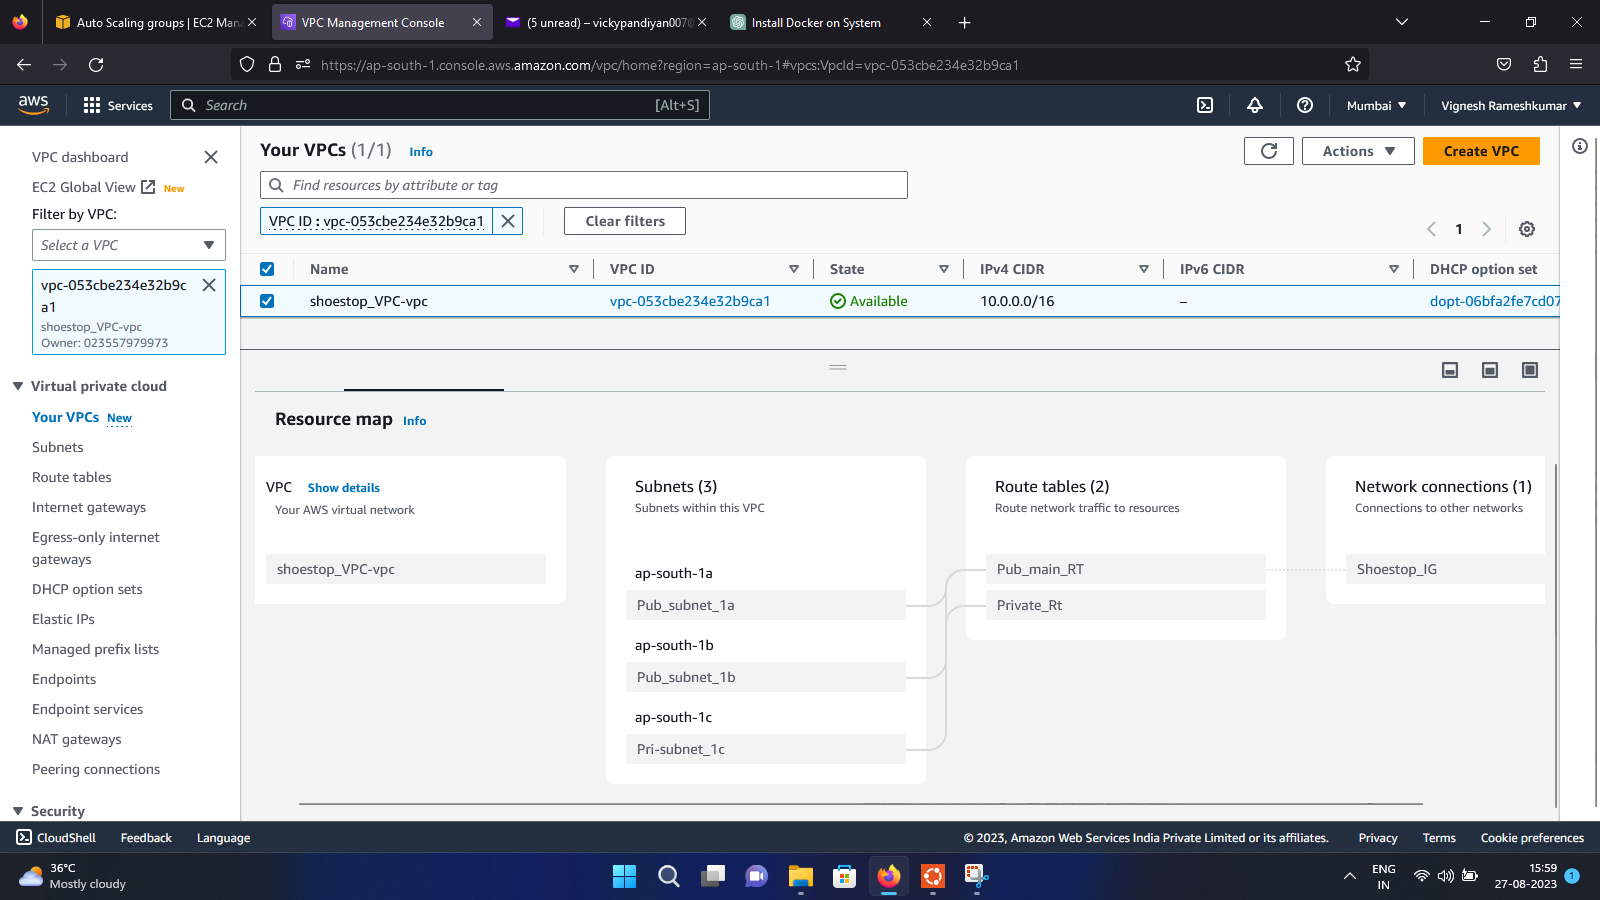 Auto Scaling groups | EC2 Mana
VPC Management Console
(5 unread) – vickypandiyan007@
Install Docker on System
https://ap-south-1.console.aws.amazon.com/vpc/home?region=ap-south-1#vpcs:VpcId=vpc-053cbe234e32b9ca1
aws
Services
Search
[Alt+S]
Mumbai
Vignesh Rameshkumar
VPC dashboard
EC2 Global View New
Filter by VPC:
Select a VPC
vpc-053cbe234e32b9c
a1
shoestop_VPC-vpc
Owner: 023557979973
Virtual private cloud
Your VPCs New
Subnets
Route tables
Internet gateways
Egress-only internet
gateways
DHCP option sets
Elastic IPs
Managed prefix lists
Endpoints
Endpoint services
NAT gateways
Peering connections
Security
Your VPCs (1/1) Info
Actions
Create VPC
Find resources by attribute or tag
VPC ID : vpc-053cbe234e32b9ca1
Clear filters
1
Name VPC ID State IPv4 CIDR IPv6 CIDR DHCP option set
shoestop_VPC-vpc vpc-053cbe234e32b9ca1 Available 10.0.0.0/16 – dopt-06bfa2fe7cd07
Resource map Info
VPC Show details
Your AWS virtual network
shoestop_VPC-vpc
Subnets (3)
Subnets within this VPC
ap-south-1a
Pub_subnet_1a
ap-south-1b
Pub_subnet_1b
ap-south-1c
Pri-subnet_1c
Route tables (2)
Route network traffic to resources
Pub_main_RT
Private_Rt
Network connections (1)
Connections to other networks
Shoestop_IG
CloudShell
Feedback
Language
© 2023, Amazon Web Services India Private Limited or its affiliates.
Privacy
Terms
Cookie preferences
36°C
Mostly cloudy
ENG
IN
15:59
27-08-2023
1